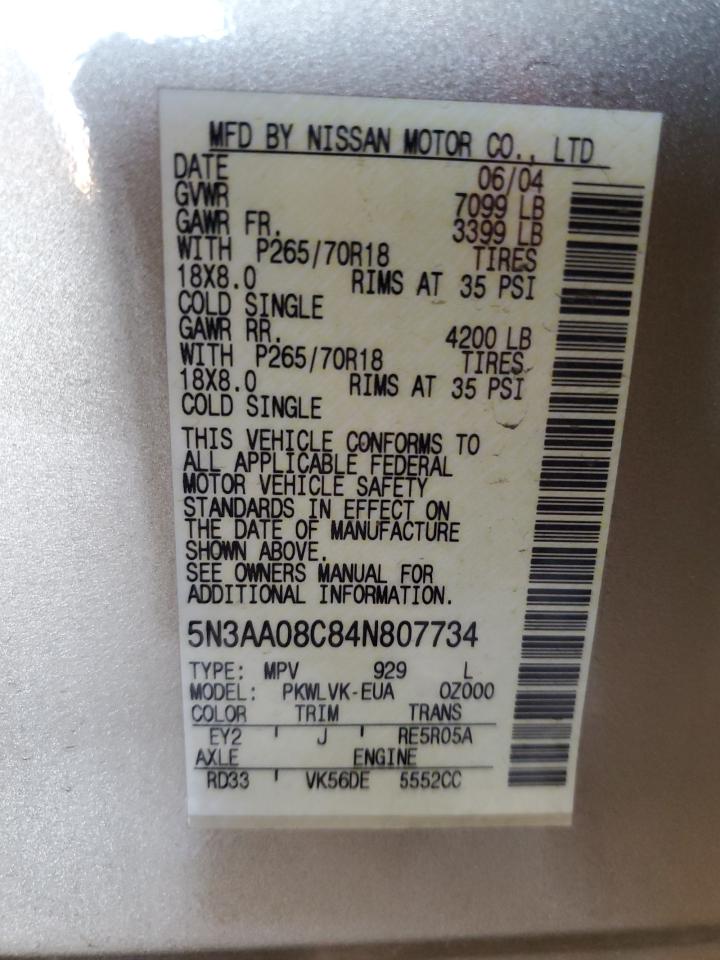 MFD BY NISSAN MOTOR CO., LTD
DATE 06/04
GVWR 7099 LB
GAWR FR. 3399 LB
WITH P265/70R18 TIRES
18X8.0 RIMS AT 35 PSI
COLD SINGLE
GAWR RR. 4200 LB
WITH P265/70R18 TIRES
18X8.0 RIMS AT 35 PSI
COLD SINGLE
THIS VEHICLE CONFORMS TO
ALL APPLICABLE FEDERAL
MOTOR VEHICLE SAFETY
STANDARDS IN EFFECT ON
THE DATE OF MANUFACTURE
SHOWN ABOVE.
SEE OWNERS MANUAL FOR
ADDITIONAL INFORMATION.
5N3AA08C84N807734
TYPE: MPV 929 L
MODEL: PKWLVK-EUA OZ000
COLOR TRIM TRANS
EY2 ' J ' RE5R05A
AXLE ENGINE
RD33 ' VK56DE 5552CC